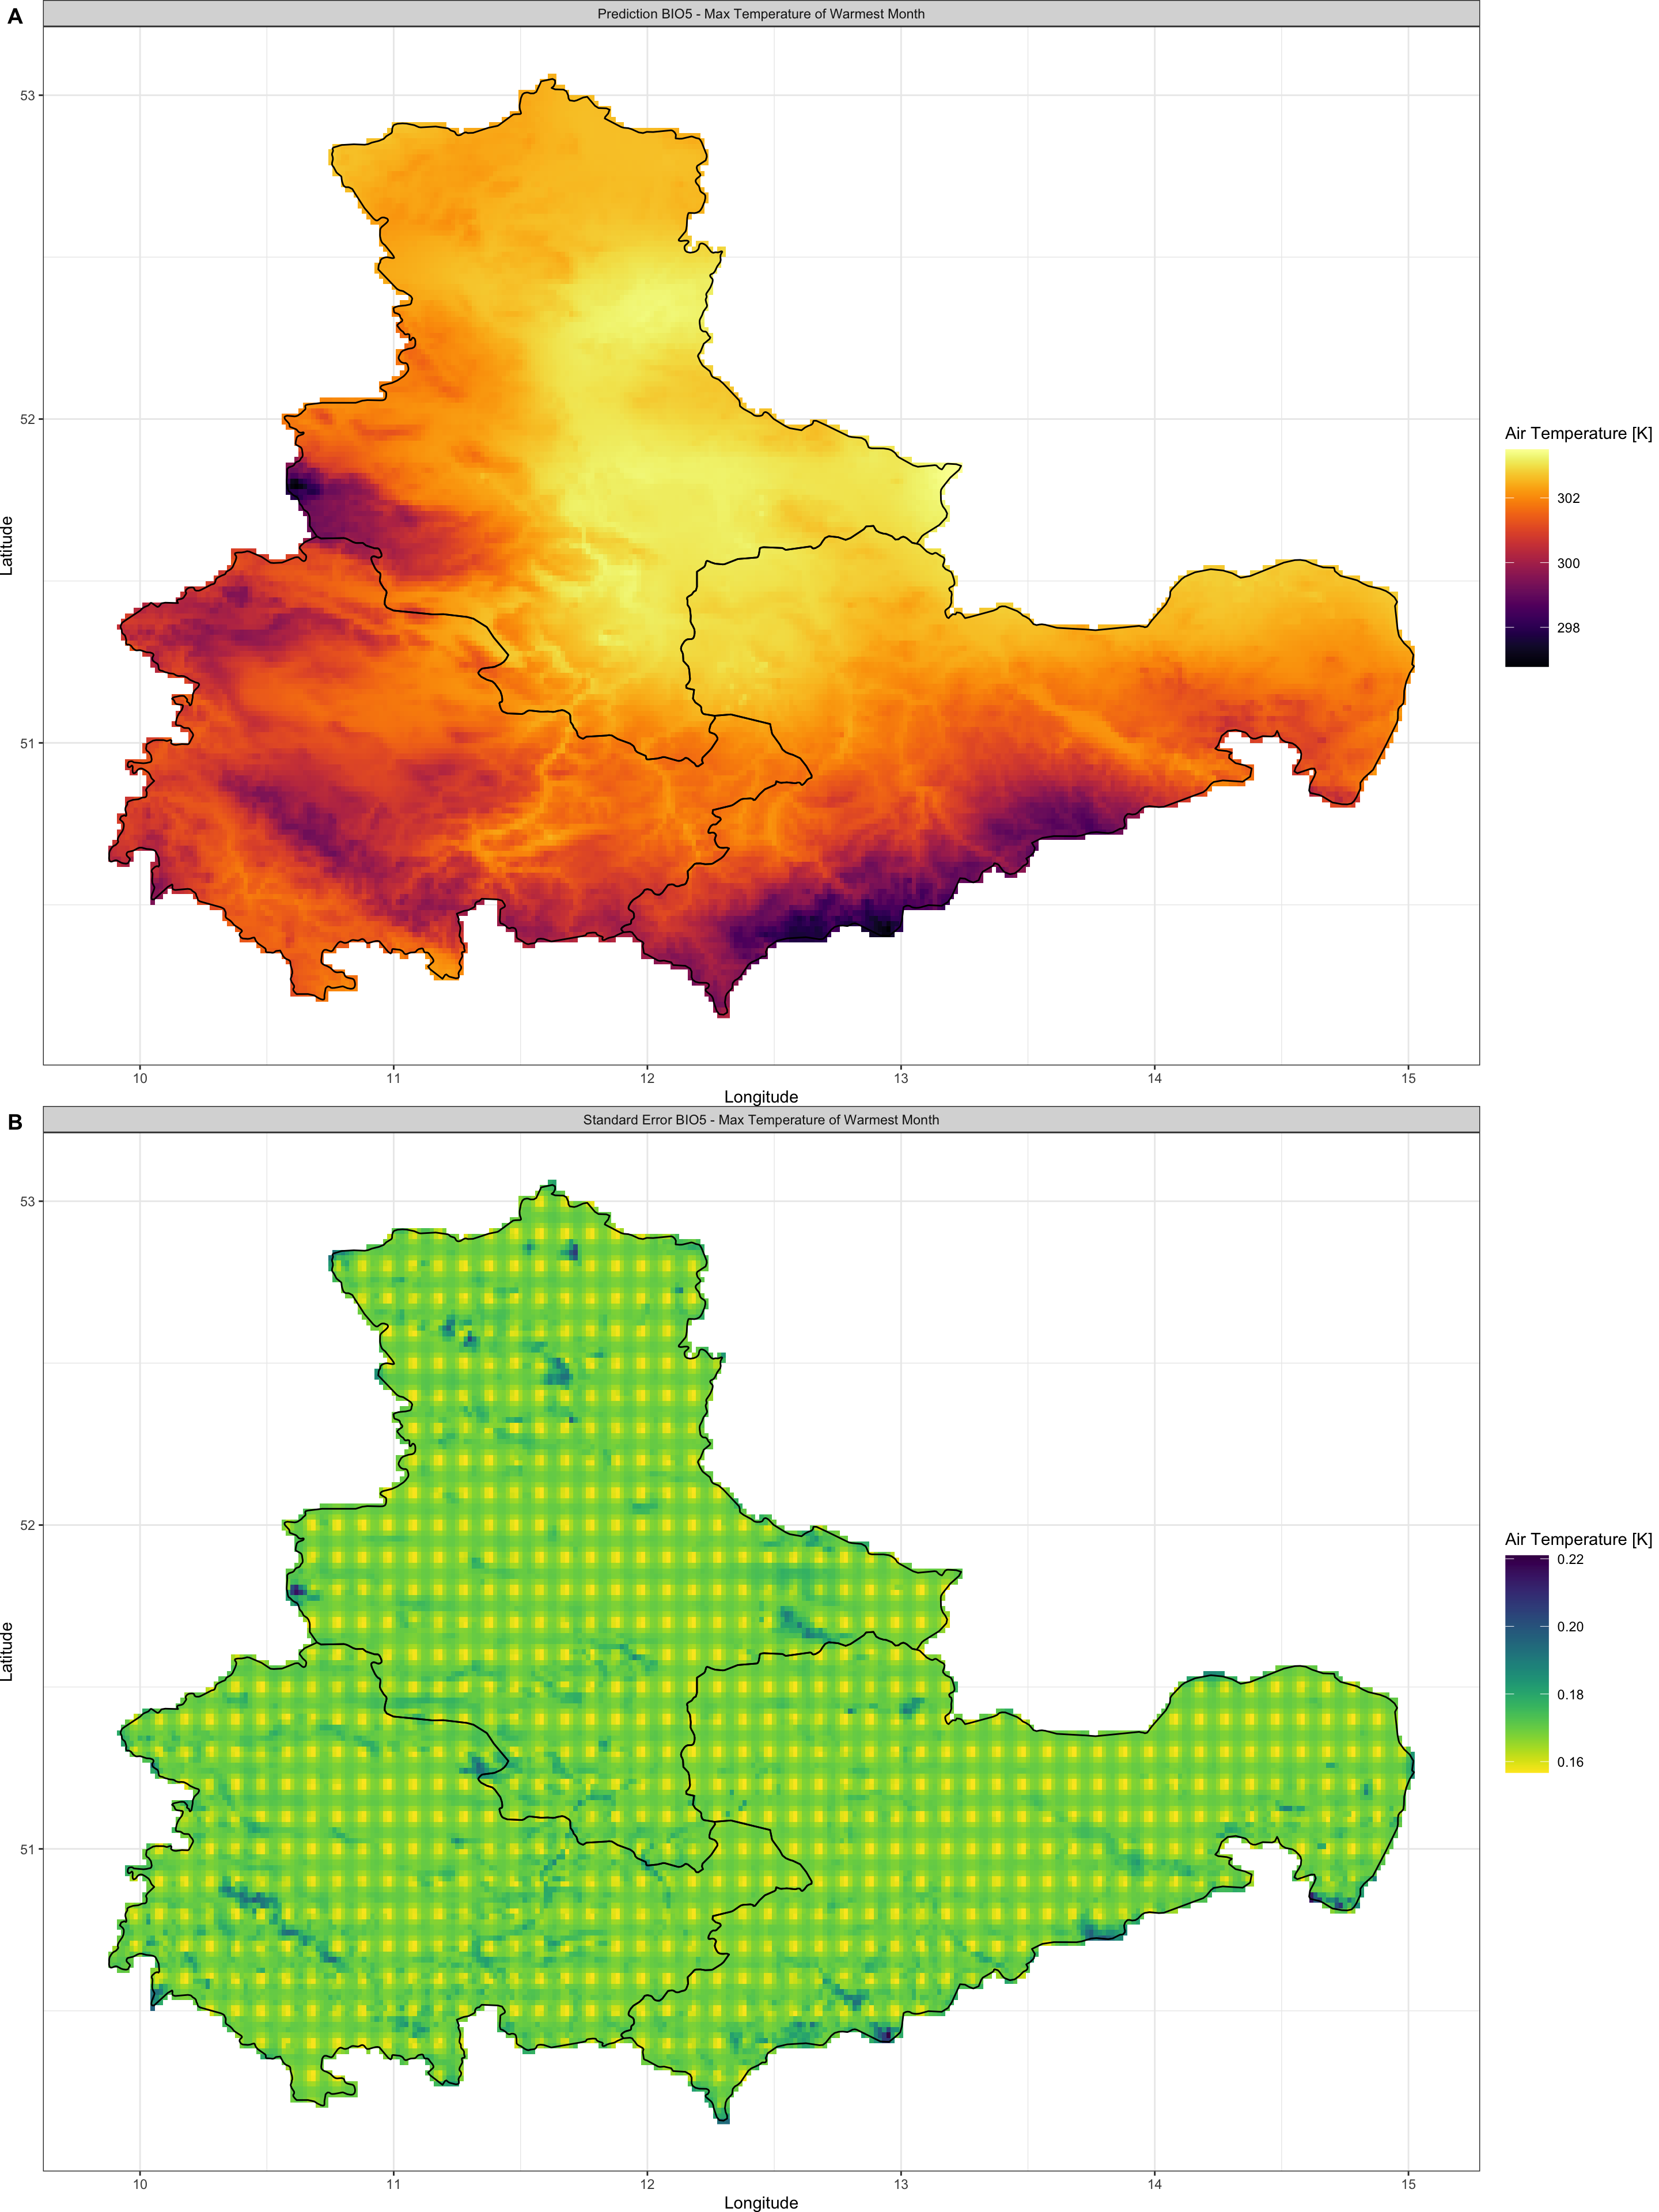 A
Prediction BIO5 - Max Temperature of Warmest Month
53
52
51
Latitude
10 11 12 13 14 15
Longitude
Air Temperature [K]
302
300
298
B
Standard Error BIO5 - Max Temperature of Warmest Month
53
52
51
Latitude
10 11 12 13 14 15
Longitude
Air Temperature [K]
0.22
0.20
0.18
0.16